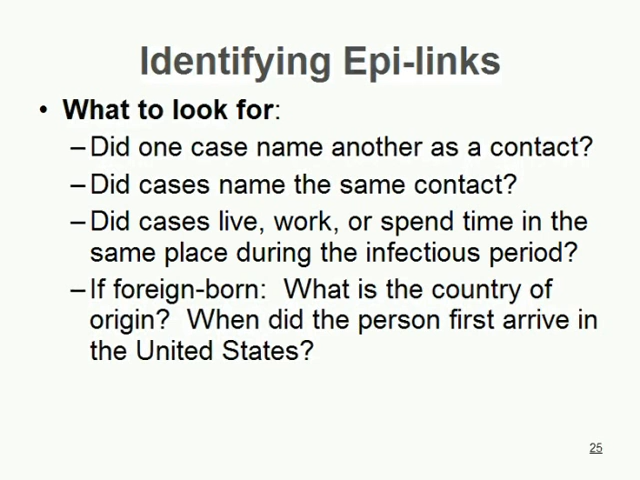 Identifying Epi-links
• What to look for:
–Did one case name another as a contact?
–Did cases name the same contact?
–Did cases live, work, or spend time in the
same place during the infectious period?
–If foreign-born:  What is the country of
origin?  When did the person first arrive in
the United States?
25